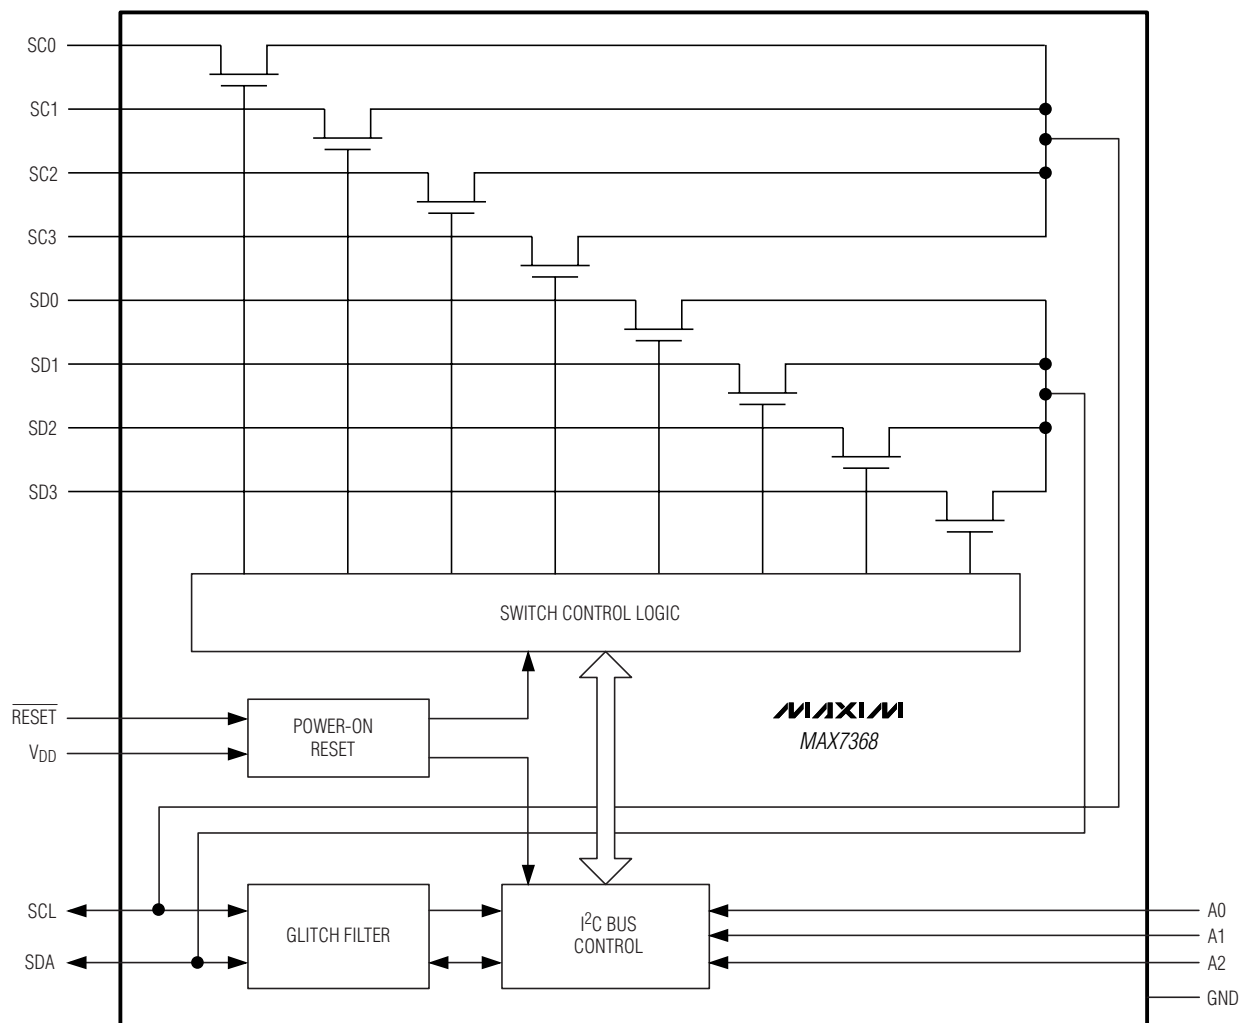 SC0
SC1
SC2
SC3
SD0
SD1
SD2
SD3
SWITCH CONTROL LOGIC
RESET
VDD
POWER-ON
RESET
MAXIM
MAX7368
SCL
SDA
GLITCH FILTER
I²C BUS
CONTROL
A0
A1
A2
GND